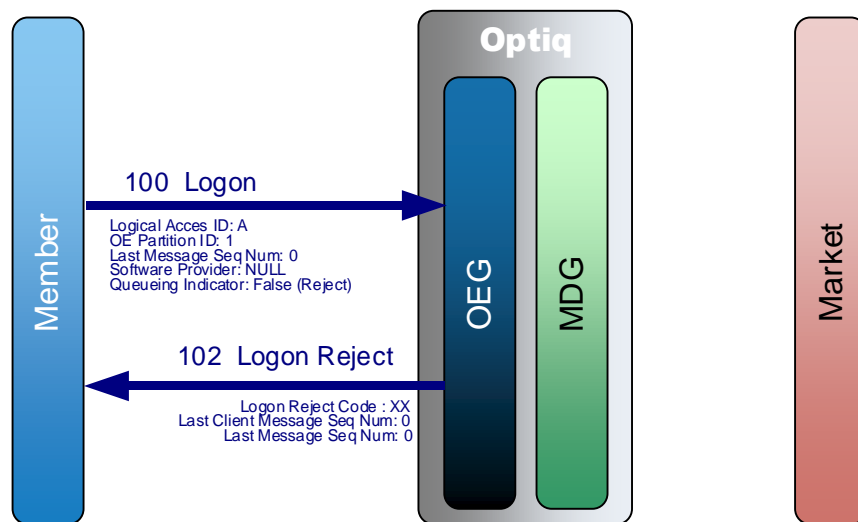 Optiq
Member
100 Logon
Logical Acces ID: A
OE Partition ID: 1
Last Message Seq Num: 0
Software Provider: NULL
Queueing Indicator: False (Reject)
OEG
MDG
Market
102 Logon Reject
Logon Reject Code : XX
Last Client Message Seq Num: 0
Last Message Seq Num: 0